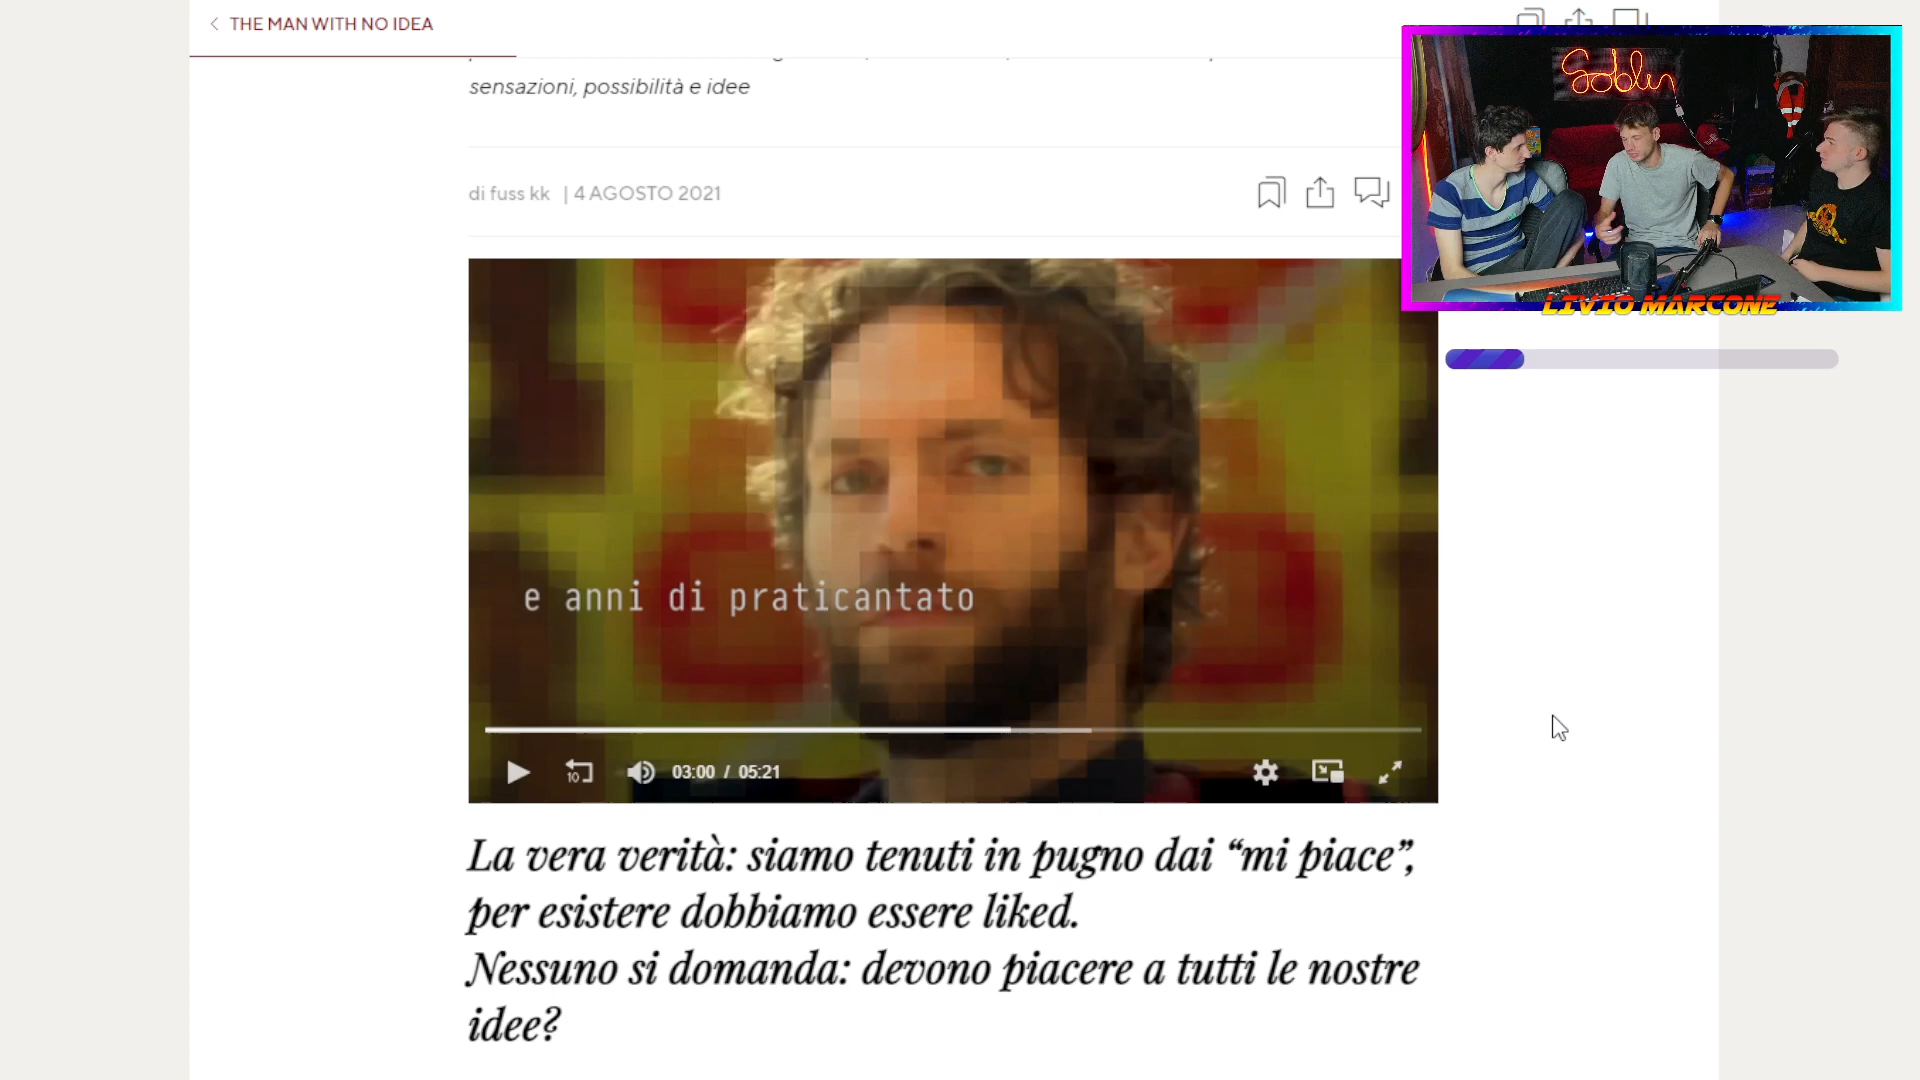 THE MAN WITH NO IDEA
sensazioni, possibilità e idee
di fuss kk | 4 AGOSTO 2021
Goblin
LIVIO MARCONE
e anni di praticantato
10
03:00 / 05:21
La vera verità: siamo tenuti in pugno dai “mi piace”,
per esistere dobbiamo essere liked.
Nessuno si domanda: devono piacere a tutti le nostre
idee?